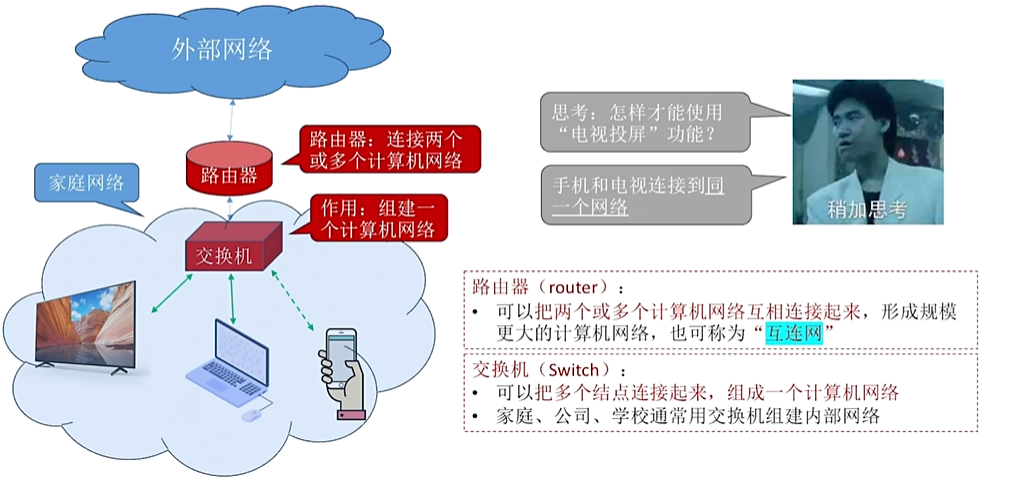 外部网络
路由器：连接两个
或多个计算机网络
路由器
家庭网络
作用：组建一
个计算机网络
交换机
思考：怎样才能使用
“电视投屏”功能？
手机和电视连接到同
一个网络
稍加思考
路由器（router）：
• 可以把两个或多个计算机网络互相连接起来，形成规模
更大的计算机网络，也可称为“互连网”
交换机（Switch）：
• 可以把多个结点连接起来，组成一个计算机网络
• 家庭、公司、学校通常用交换机组建内部网络